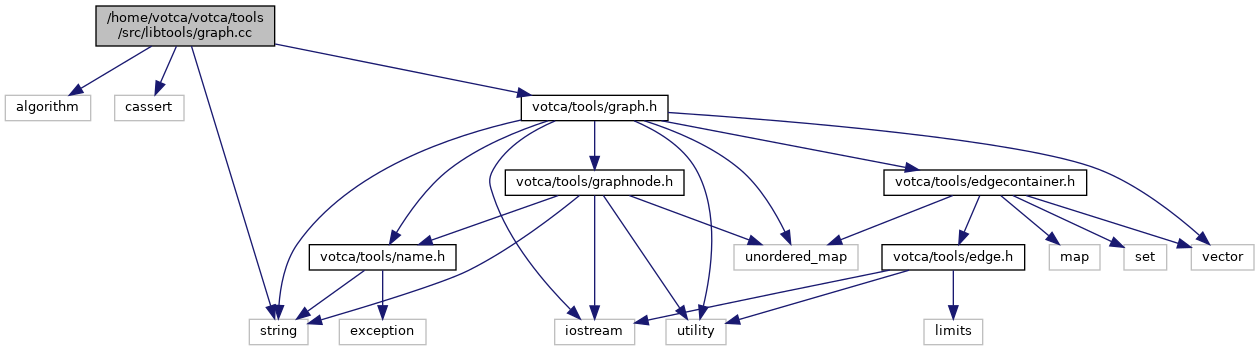 /home/votca/votca/tools
/src/libtools/graph.cc
algorithm
cassert
votca/tools/graph.h
votca/tools/graphnode.h
votca/tools/edgecontainer.h
votca/tools/name.h
unordered_map
votca/tools/edge.h
map
set
vector
string
exception
iostream
utility
limits